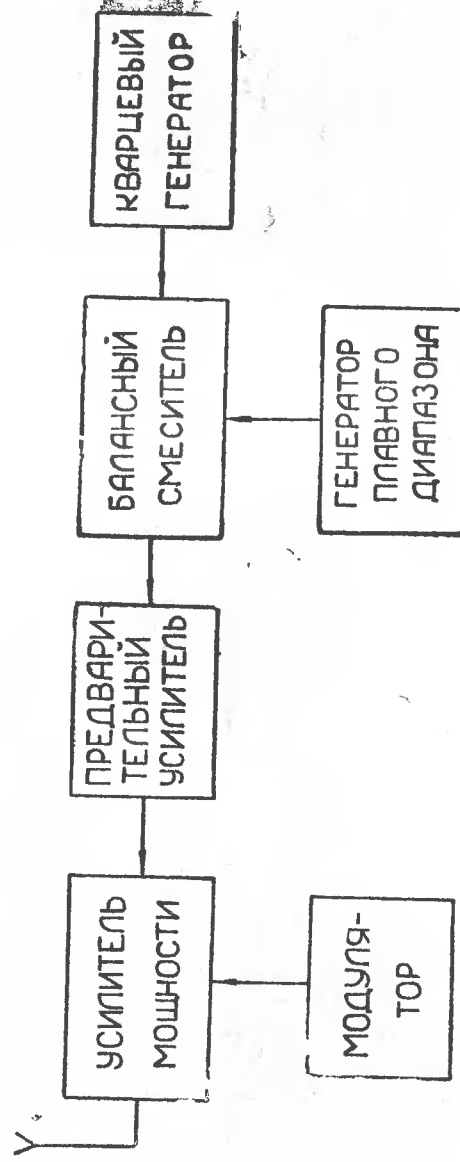 УСИЛИТЕЛЬ
МОЩНОСТИ
ПРЕДВАРИ-
ТЕЛЬНЫЙ
УСИЛИТЕЛЬ
БАЛАНСНЫЙ
СМЕСИТЕЛЬ
КВАРЦЕВЫЙ
ГЕНЕРАТОР
МОДУЛЯ-
ТОР
ГЕНЕРАТОР
ПЛАВНОГО
ДИАПАЗОНА